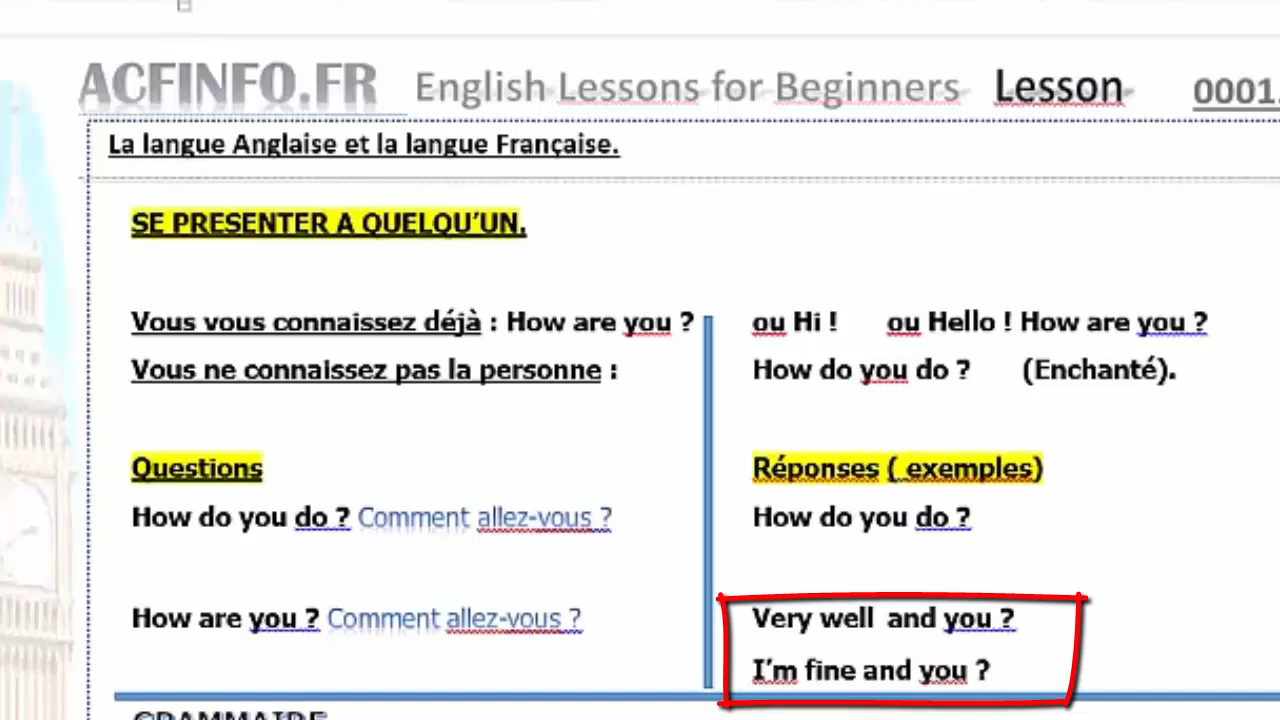 ACFINFO.FR English Lessons for Beginners Lesson 0001.
La langue Anglaise et la langue Française.
SE PRESENTER A QUELQU'UN.
Vous vous connaissez déjà : How are you ? ou Hi ! ou Hello ! How are you ?
Vous ne connaissez pas la personne : How do you do ? (Enchanté).
Questions Réponses ( exemples)
How do you do ? Comment allez-vous ? How do you do ?
How are you ? Comment allez-vous ? Very well and you ?
I'm fine and you ?
GRAMMAIRE